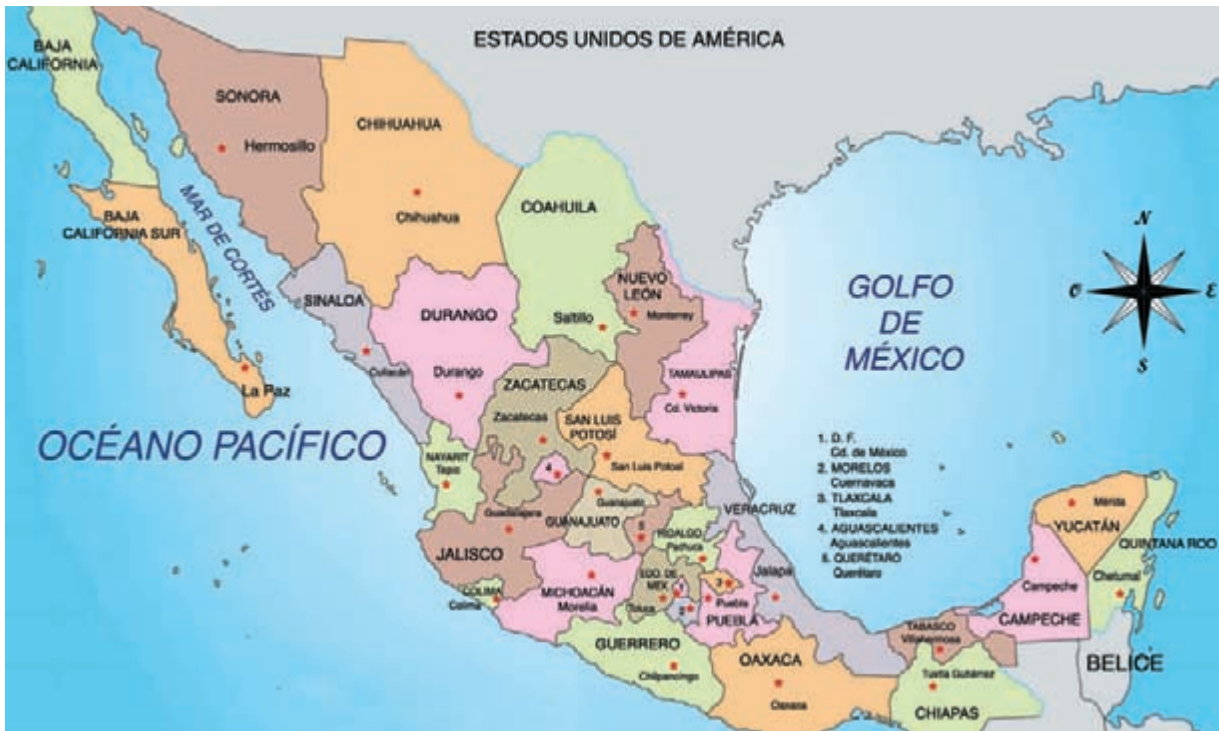 ESTADOS UNIDOS DE AMÉRICA
BAJA
CALIFORNIA
SONORA
Hermosillo
CHIHUAHUA
Chihuahua
COAHUILA
Saltillo
BAJA
CALIFORNIA SUR
La Paz
MAR DE CORTÉS
SINALOA
Culiacán
DURANGO
Durango
NUEVO
LEÓN
Monterrey
TAMAULIPAS
Cd. Victoria
ZACATECAS
Zacatecas
SAN LUIS
POTOSÍ
San Luis Potosí
GOLFO
DE
MÉXICO
N
O
E
S
OCÉANO PACÍFICO
NAYARIT
Tepic
4
Guadalajara
JALISCO
Guanajuato
GUANAJUATO
5
HIDALGO
Pachuca
VERACRUZ
Jalapa
COLIMA
Colima
MICHOACÁN
Morelia
EDO. DE
MEX.
Toluca
1
2
3
Puebla
PUEBLA
GUERRERO
Chilpancingo
OAXACA
Oaxaca
TABASCO
Villahermosa
Tuxtla Gutiérrez
CHIAPAS
Campeche
CAMPECHE
Mérida
YUCATÁN
QUINTANA ROO
Chetumal
BELICE
1. D. F.
Cd. de México
2. MORELOS
Cuernavaca
3. TLAXCALA
Tlaxcala
4. AGUASCALIENTES
Aguascalientes
5. QUERÉTARO
Querétaro